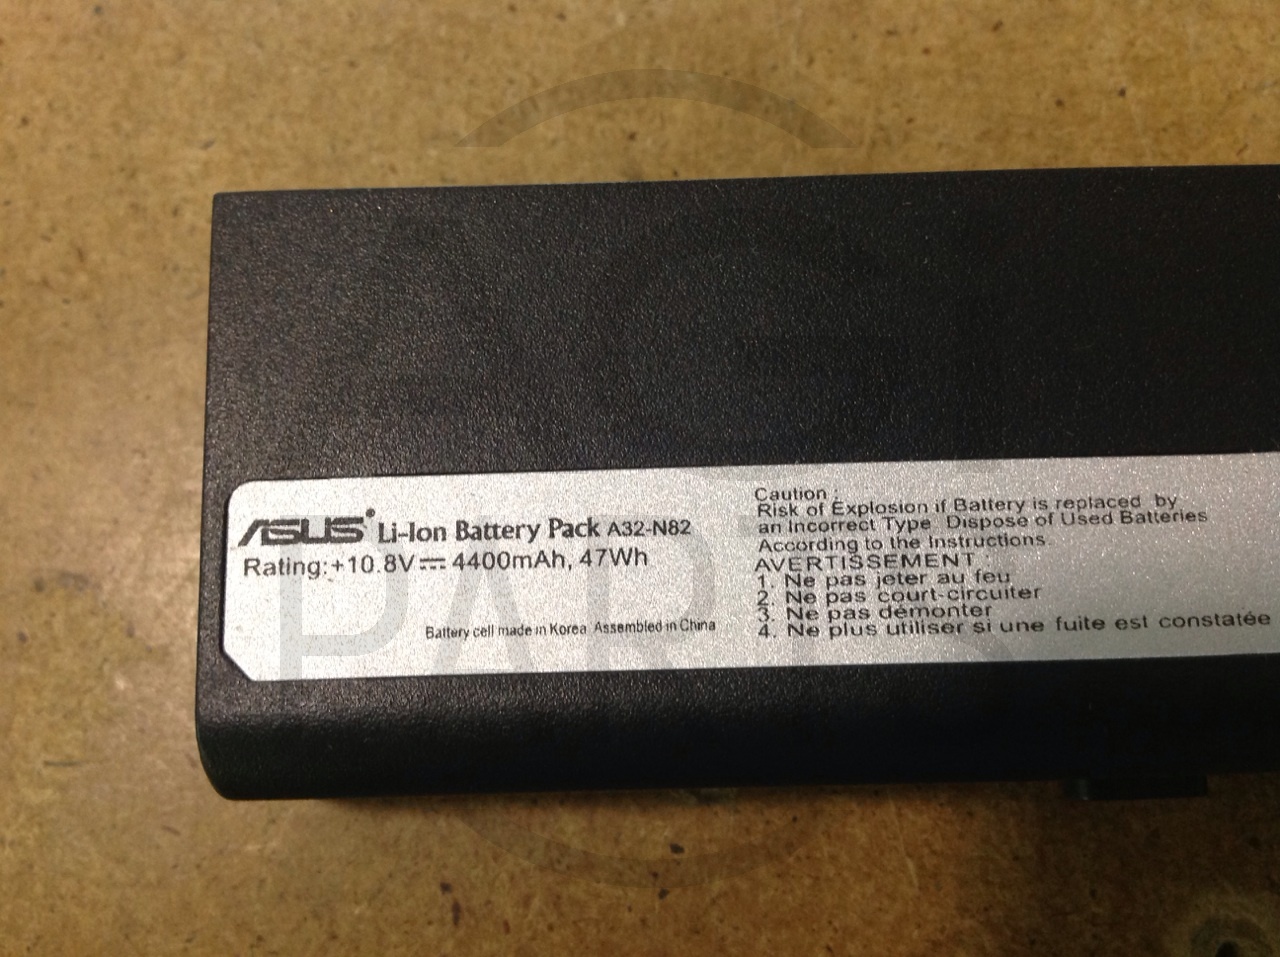 ASUS Li-Ion Battery Pack A32-N82
Rating:+10.8V⎓4400mAh, 47Wh
Battery cell made in Korea Assembled in China
Caution :
Risk of Explosion if Battery is replaced by
an Incorrect Type. Dispose of Used Batteries
According to the Instructions.
AVERTISSEMENT :
1. Ne pas jeter au feu
2. Ne pas court-circuiter
3. Ne pas démonter
4. Ne plus utiliser si une fuite est constatée
PART